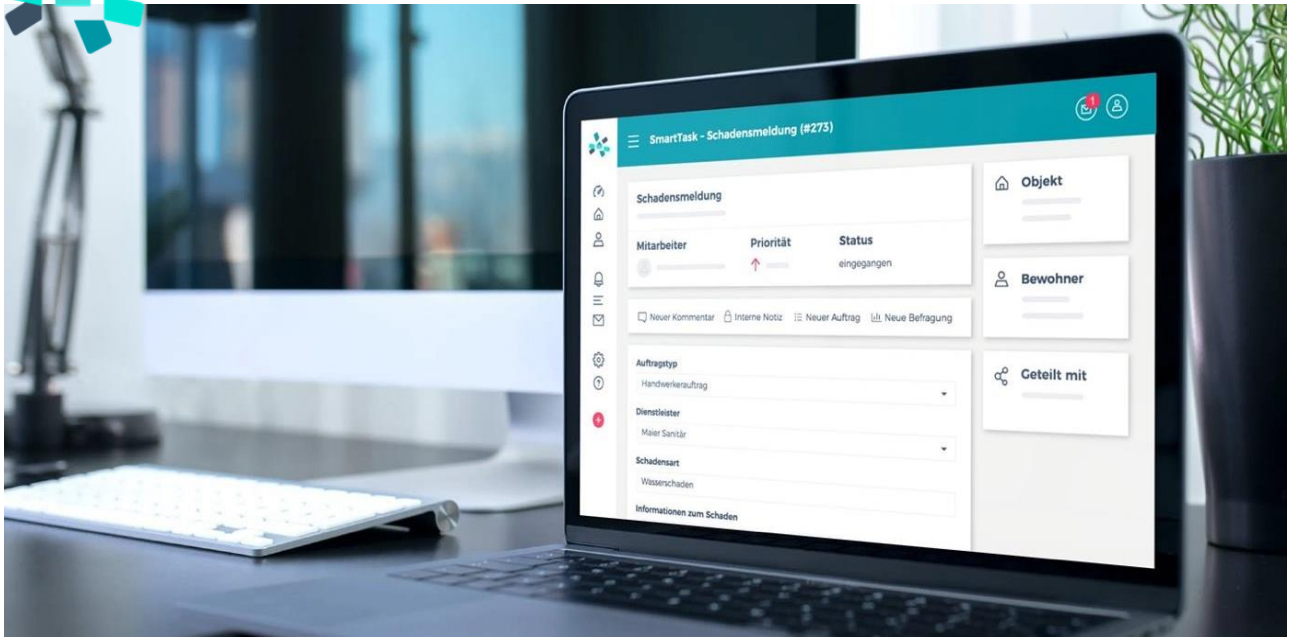 SmartTask - Schadensmeldung (#273)
1
Schadensmeldung
Mitarbeiter Priorität Status
eingegangen
Neuer Kommentar Interne Notiz Neuer Auftrag Neue Befragung
Auftragstyp
Handwerkerauftrag
Dienstleister
Maier Sanitär
Schadensart
Wasserschaden
Informationen zum Schaden
Objekt
Bewohner
Geteilt mit